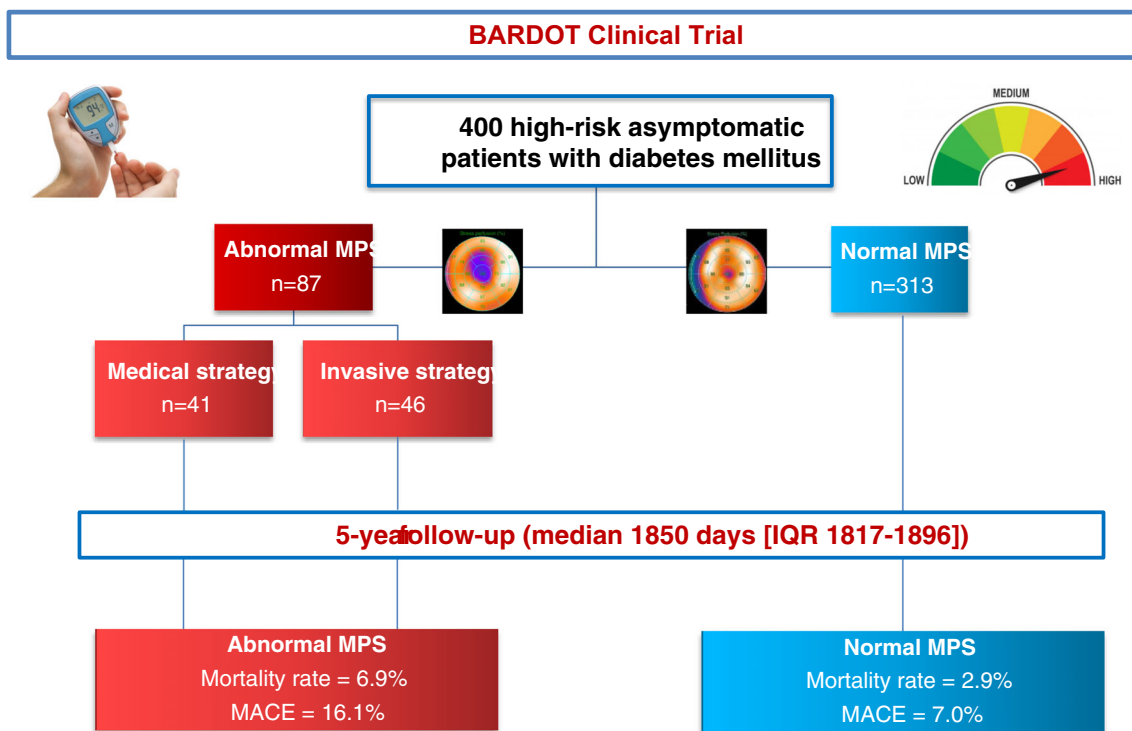 BARDOT Clinical Trial
94
400 high-risk asymptomatic
patients with diabetes mellitus
LOW
MEDIUM
HIGH
Abnormal MPS
n=87
Normal MPS
n=313
Medical strategy
n=41
Invasive strategy
n=46
5-year follow-up (median 1850 days [IQR 1817-1896])
Abnormal MPS
Mortality rate = 6.9%
MACE = 16.1%
Normal MPS
Mortality rate = 2.9%
MACE = 7.0%